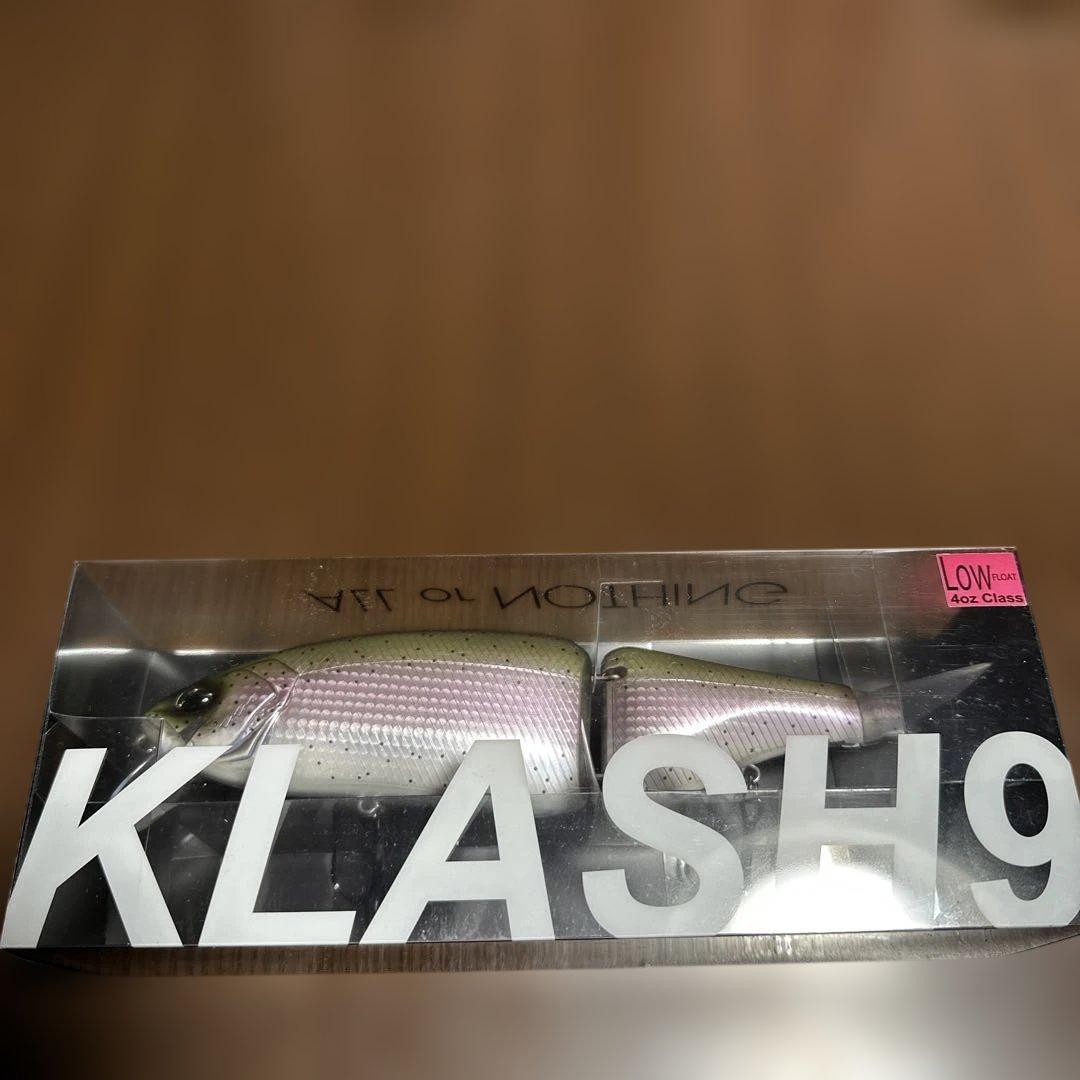 ALL or NOTHING
LOW FLOAT
4oz Class
KLASH9